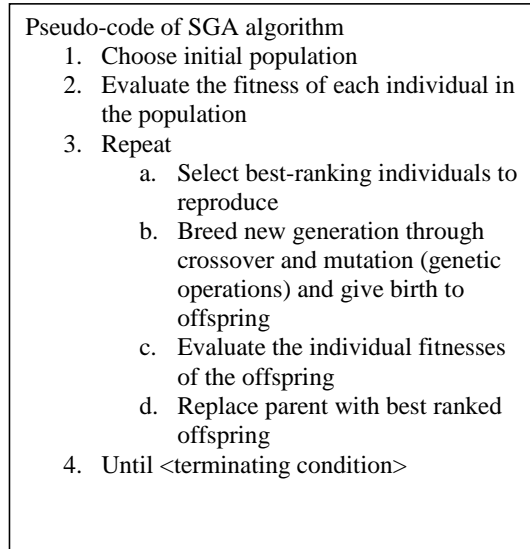 Pseudo-code of SGA algorithm
1. Choose initial population
2. Evaluate the fitness of each individual in
the population
3. Repeat
a. Select best-ranking individuals to
reproduce
b. Breed new generation through
crossover and mutation (genetic
operations) and give birth to
offspring
c. Evaluate the individual fitnesses
of the offspring
d. Replace parent with best ranked
offspring
4. Until <terminating condition>